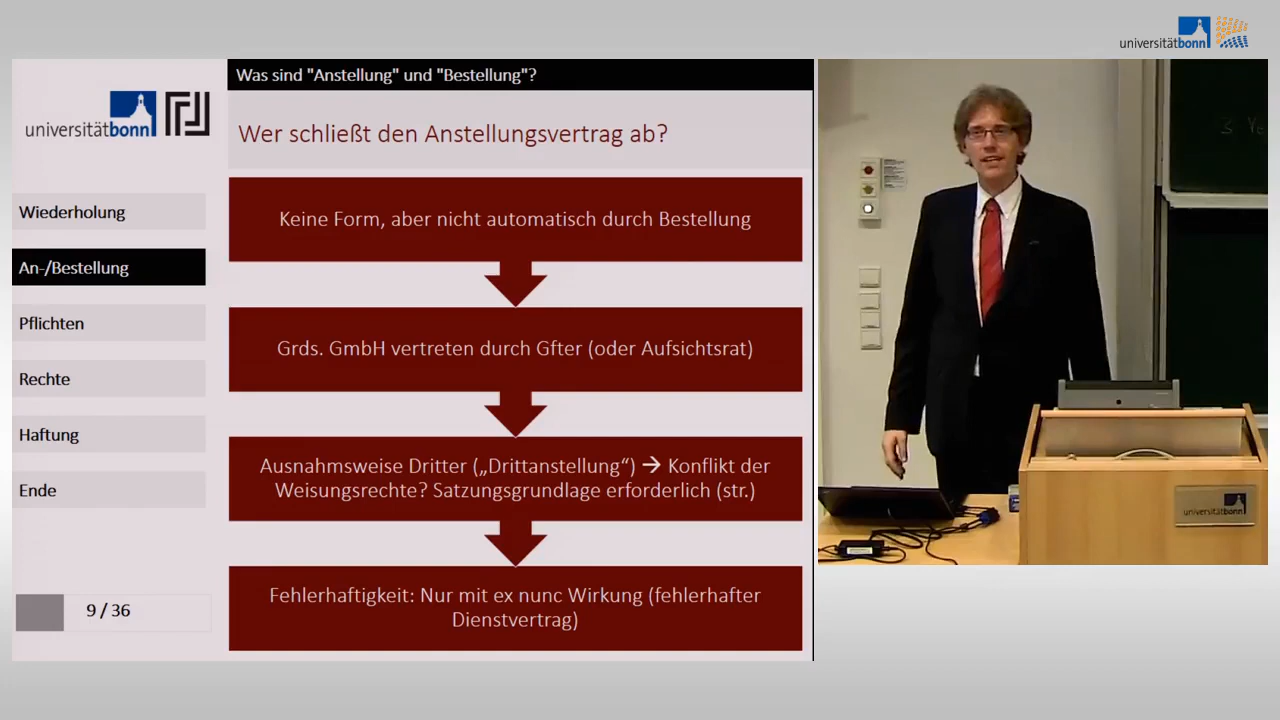 universitätbonn
Was sind "Anstellung" und "Bestellung"?
universitätbonn
Wer schließt den Anstellungsvertrag ab?
Wiederholung
An-/Bestellung
Pflichten
Rechte
Haftung
Ende
9 / 36
Keine Form, aber nicht automatisch durch Bestellung
Grds. GmbH vertreten durch Gfter (oder Aufsichtsrat)
Ausnahmsweise Dritter („Drittanstellung“) → Konflikt der
Weisungsrechte? Satzungsgrundlage erforderlich (str.)
Fehlerhaftigkeit: Nur mit ex nunc Wirkung (fehlerhafter
Dienstvertrag)
universitätbonn